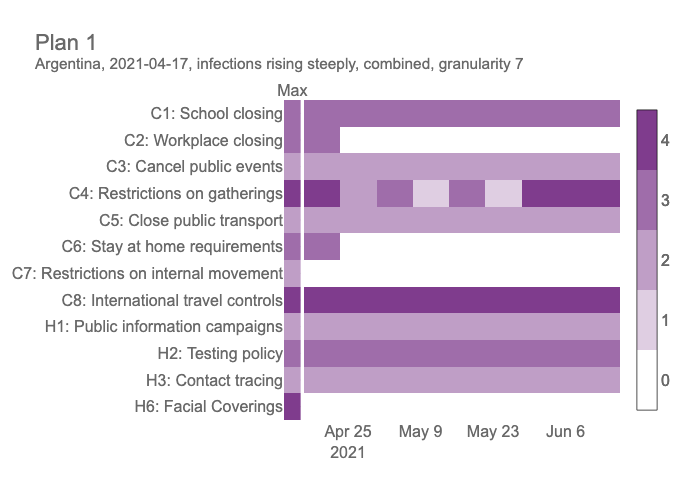 Plan 1
Argentina, 2021-04-17, infections rising steeply, combined, granularity 7
Max
C1: School closing
C2: Workplace closing
C3: Cancel public events
C4: Restrictions on gatherings
C5: Close public transport
C6: Stay at home requirements
C7: Restrictions on internal movement
C8: International travel controls
H1: Public information campaigns
H2: Testing policy
H3: Contact tracing
H6: Facial Coverings
4
3
2
1
0
Apr 25 May 9 May 23 Jun 6
2021